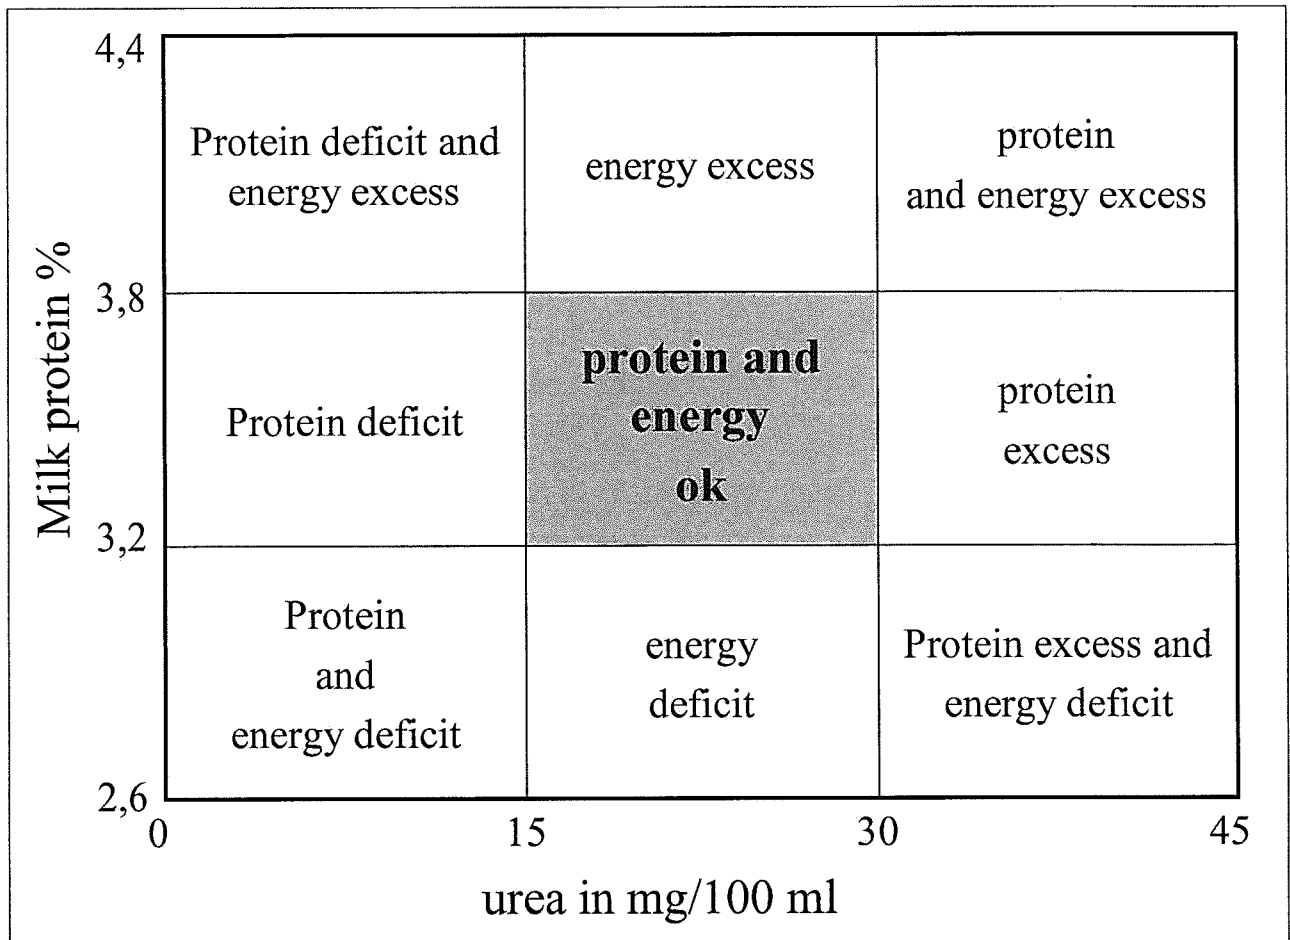 4,4
Protein deficit and
energy excess
energy excess
protein
and energy excess
Milk protein %
3,8
Protein deficit
protein and
energy
ok
protein
excess
3,2
Protein
and
energy deficit
energy
deficit
Protein excess and
energy deficit
2,6
0
15
30
45
urea in mg/100 ml